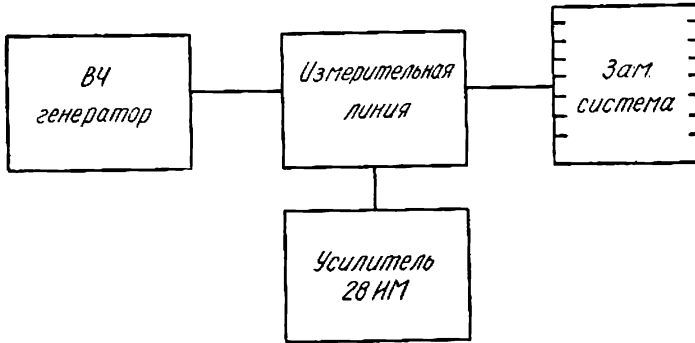 ВЧ
генератор
Измерительная
линия
Зам.
система
Усилитель
28 ИМ